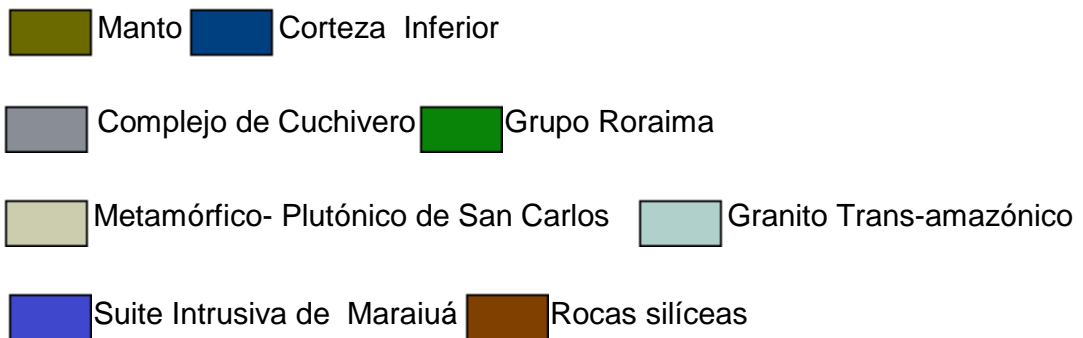 Manto Corteza Inferior
Complejo de Cuchivero Grupo Roraima
Metamórfico- Plutónico de San Carlos Granito Trans-amazónico
Suite Intrusiva de Maraiuá Rocas silíceas